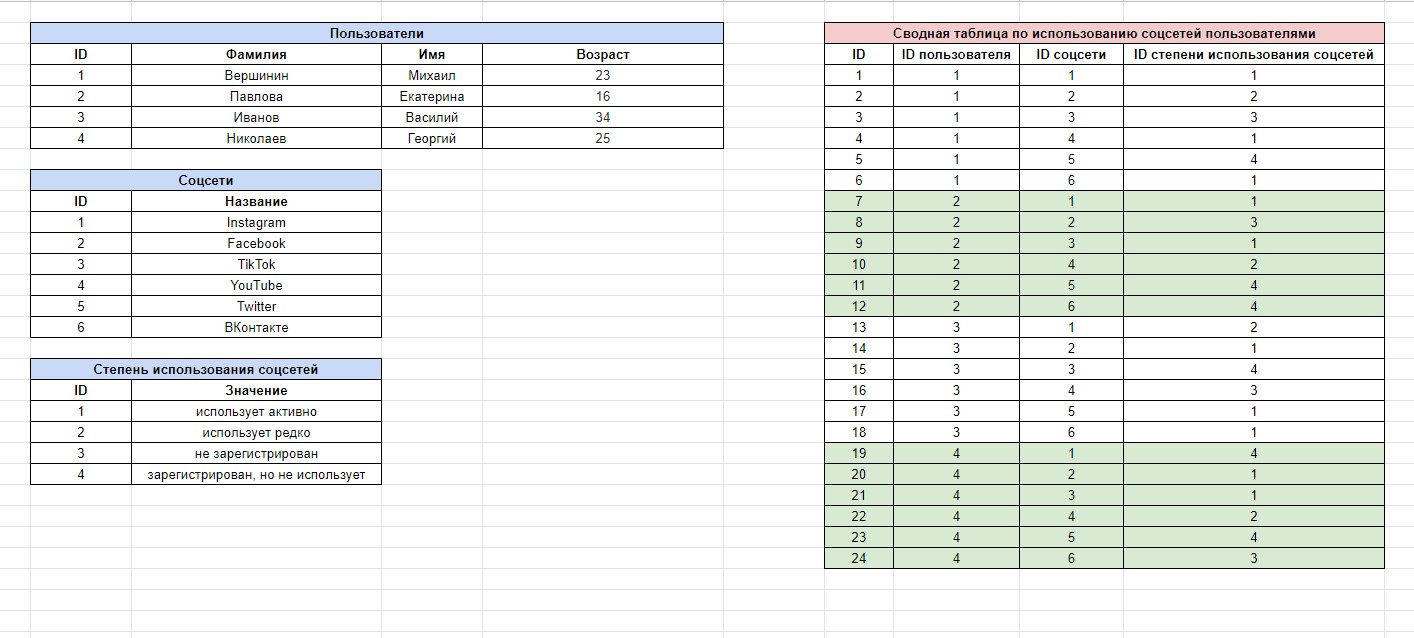 Пользователи
ID Фамилия Имя Возраст
1 Вершинин Михаил 23
2 Павлова Екатерина 16
3 Иванов Василий 34
4 Николаев Георгий 25
Соцсети
ID Название
1 Instagram
2 Facebook
3 TikTok
4 YouTube
5 Twitter
6 ВКонтакте
Степень использования соцсетей
ID Значение
1 использует активно
2 использует редко
3 не зарегистрирован
4 зарегистрирован, но не использует
Сводная таблица по использованию соцсетей пользователями
ID ID пользователя ID соцсети ID степени использования соцсетей
1 1 1 1
2 1 2 2
3 1 3 3
4 1 4 1
5 1 5 4
6 1 6 1
7 2 1 1
8 2 2 3
9 2 3 1
10 2 4 2
11 2 5 4
12 2 6 4
13 3 1 2
14 3 2 1
15 3 3 4
16 3 4 3
17 3 5 1
18 3 6 1
19 4 1 4
20 4 2 1
21 4 3 1
22 4 4 2
23 4 5 4
24 4 6 3